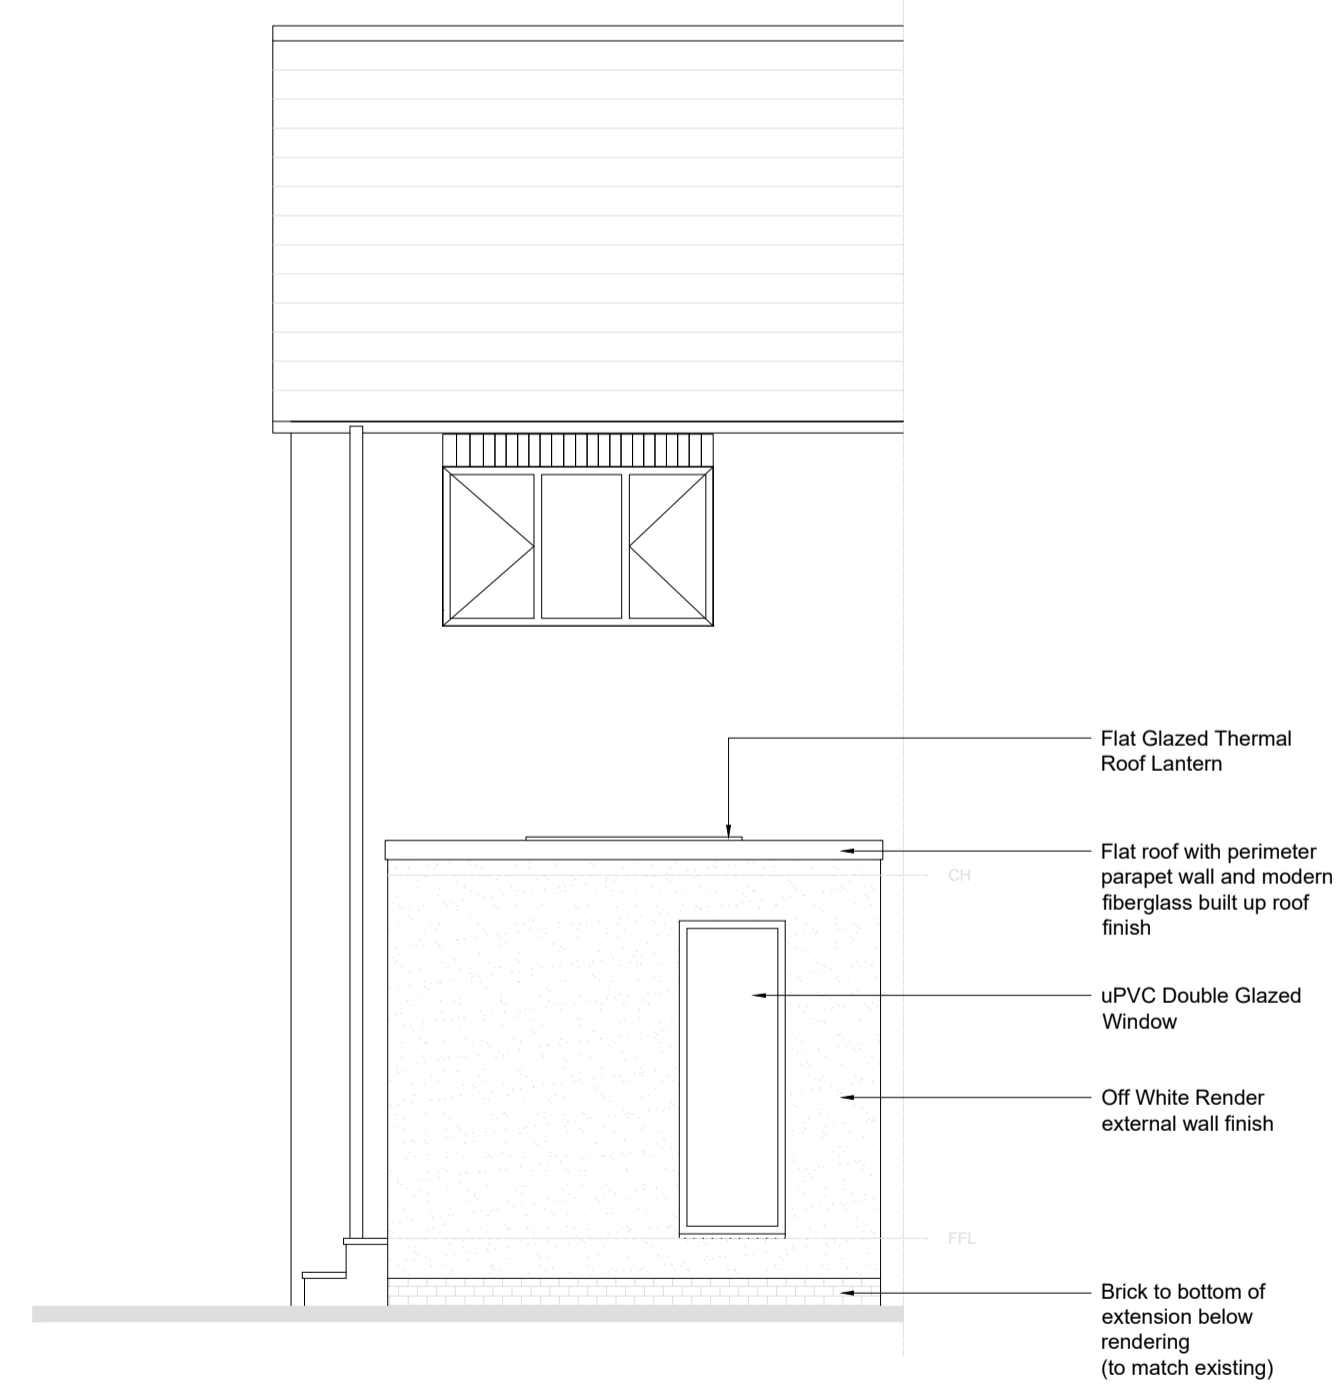 Flat Glazed Thermal
Roof Lantern
Flat roof with perimeter
parapet wall and modern
fiberglass built up roof
finish
CH
uPVC Double Glazed
Window
Off White Render
external wall finish
FFL
Brick to bottom of
extension below
rendering
(to match existing)